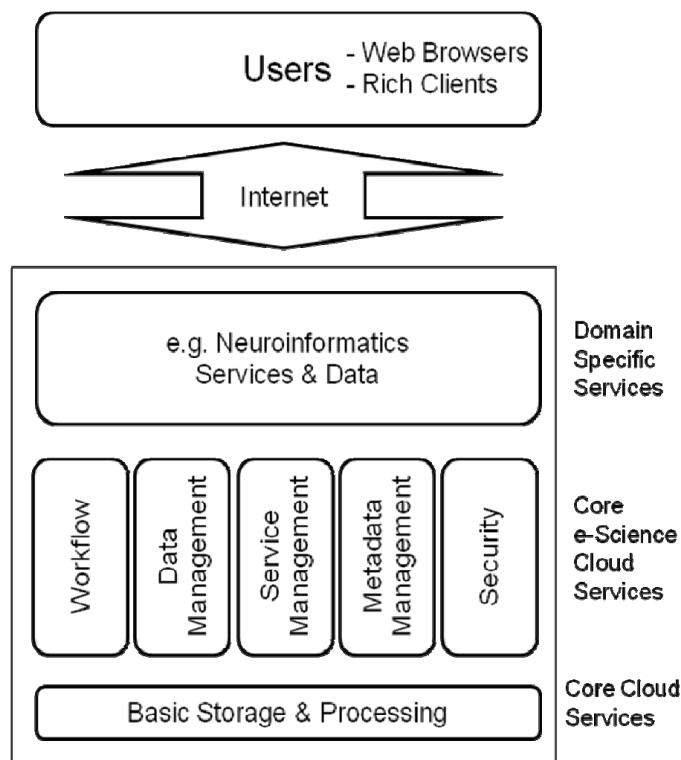 Users
- Web Browsers
- Rich Clients
Internet
e.g. Neuroinformatics
Services & Data
Domain
Specific
Services
Workflow
Data
Management
Service
Management
Metadada
Management
Security
Core
e-Science
Cloud
Services
Basic Storage & Processing
Core Cloud
Services